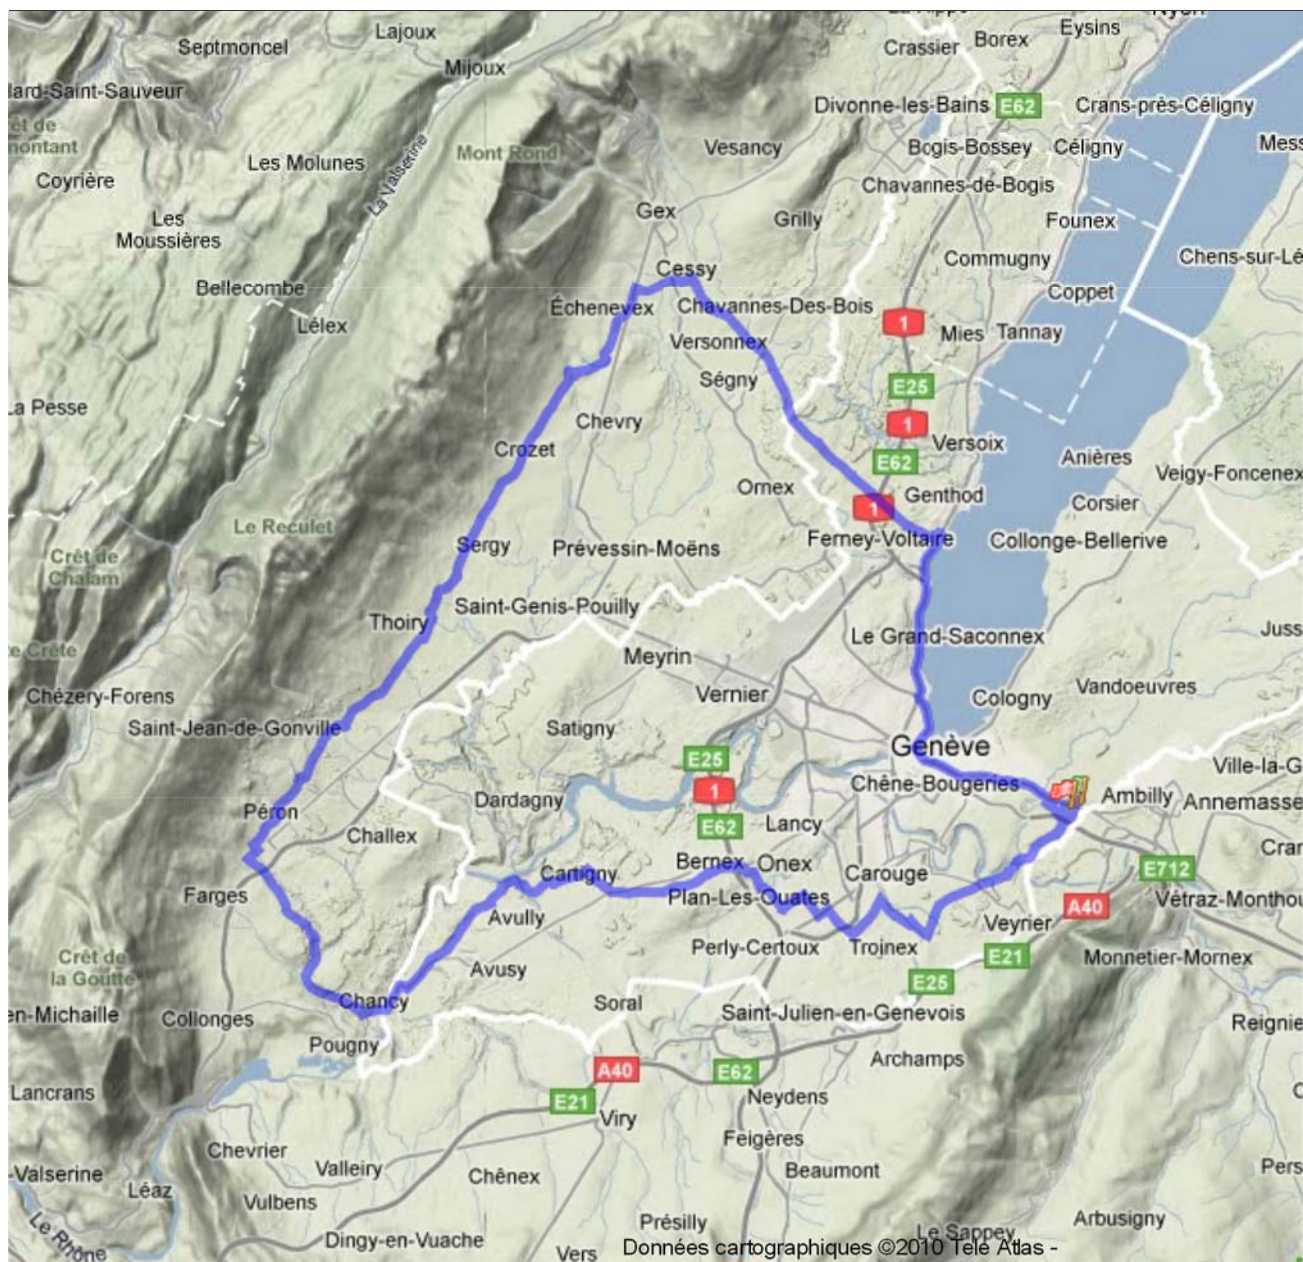 Septmoncel
Lajoux
Crassier
Borex
Eysins
Mijoux
lard-Saint-Sauveur
Divonne-les-Bains
E62
Crans-près-Céligny
Les Molunes
La Valserine
Mont Rond
Vesancy
Bogis-Bossey
Céligny
Coyrière
Chavannes-de-Bogis
Les
Moussières
Gex
Grilly
Founex
Commugny
Chens-sur-Lé
Cessy
Bellecombe
Coppet
Échenevex
Chavannes-Des-Bois
Lélex
1
Mies
Tannay
Versonnex
Ségny
E25
La Pesse
Chevry
1
Versoix
Crozet
E62
Anières
Veigy-Foncenex
Ornex
1
Genthod
Corsier
Le Reculet
Crêt de
Chalam
Sergy
Prévessin-Moëns
Ferney-Voltaire
Collonge-Bellerive
Thoiry
Saint-Genis-Pouilly
Le Grand-Saconnex
Juss
te Crête
Meyrin
Chézery-Forens
Vernier
Cologny
Vandoeuvres
Saint-Jean-de-Gonville
Satigny
Genève
E25
Ville-la-G
Chêne-Bougeries
1
Dardagny
Ambilly
Annemasse
Péron
E62
Lancy
Challex
Cran
Bernex
Onex
Cartigny
Carouge
E712
Farges
Plan-Les-Ouates
A40
Vétraz-Monthou
Avully
Veyrier
Perly-Certoux
Troinex
E21
Monnetier-Mornex
Crêt de
la Goutte
Avusy
E25
Chancy
Soral
Saint-Julien-en-Genevois
en-Michaille
Collonges
Reignie
Pougny
Archamps
A40
E62
Lancrans
E21
Neydens
Viry
Feigères
Chevrier
Valleiry
Chênex
Beaumont
Pers
-Valserine
Léaz
Vulbens
Le Rhône
Présilly
Arbusigny
Le Sappey
Dingy-en-Vuache
Vers
Données cartographiques ©2010 Tele Atlas -